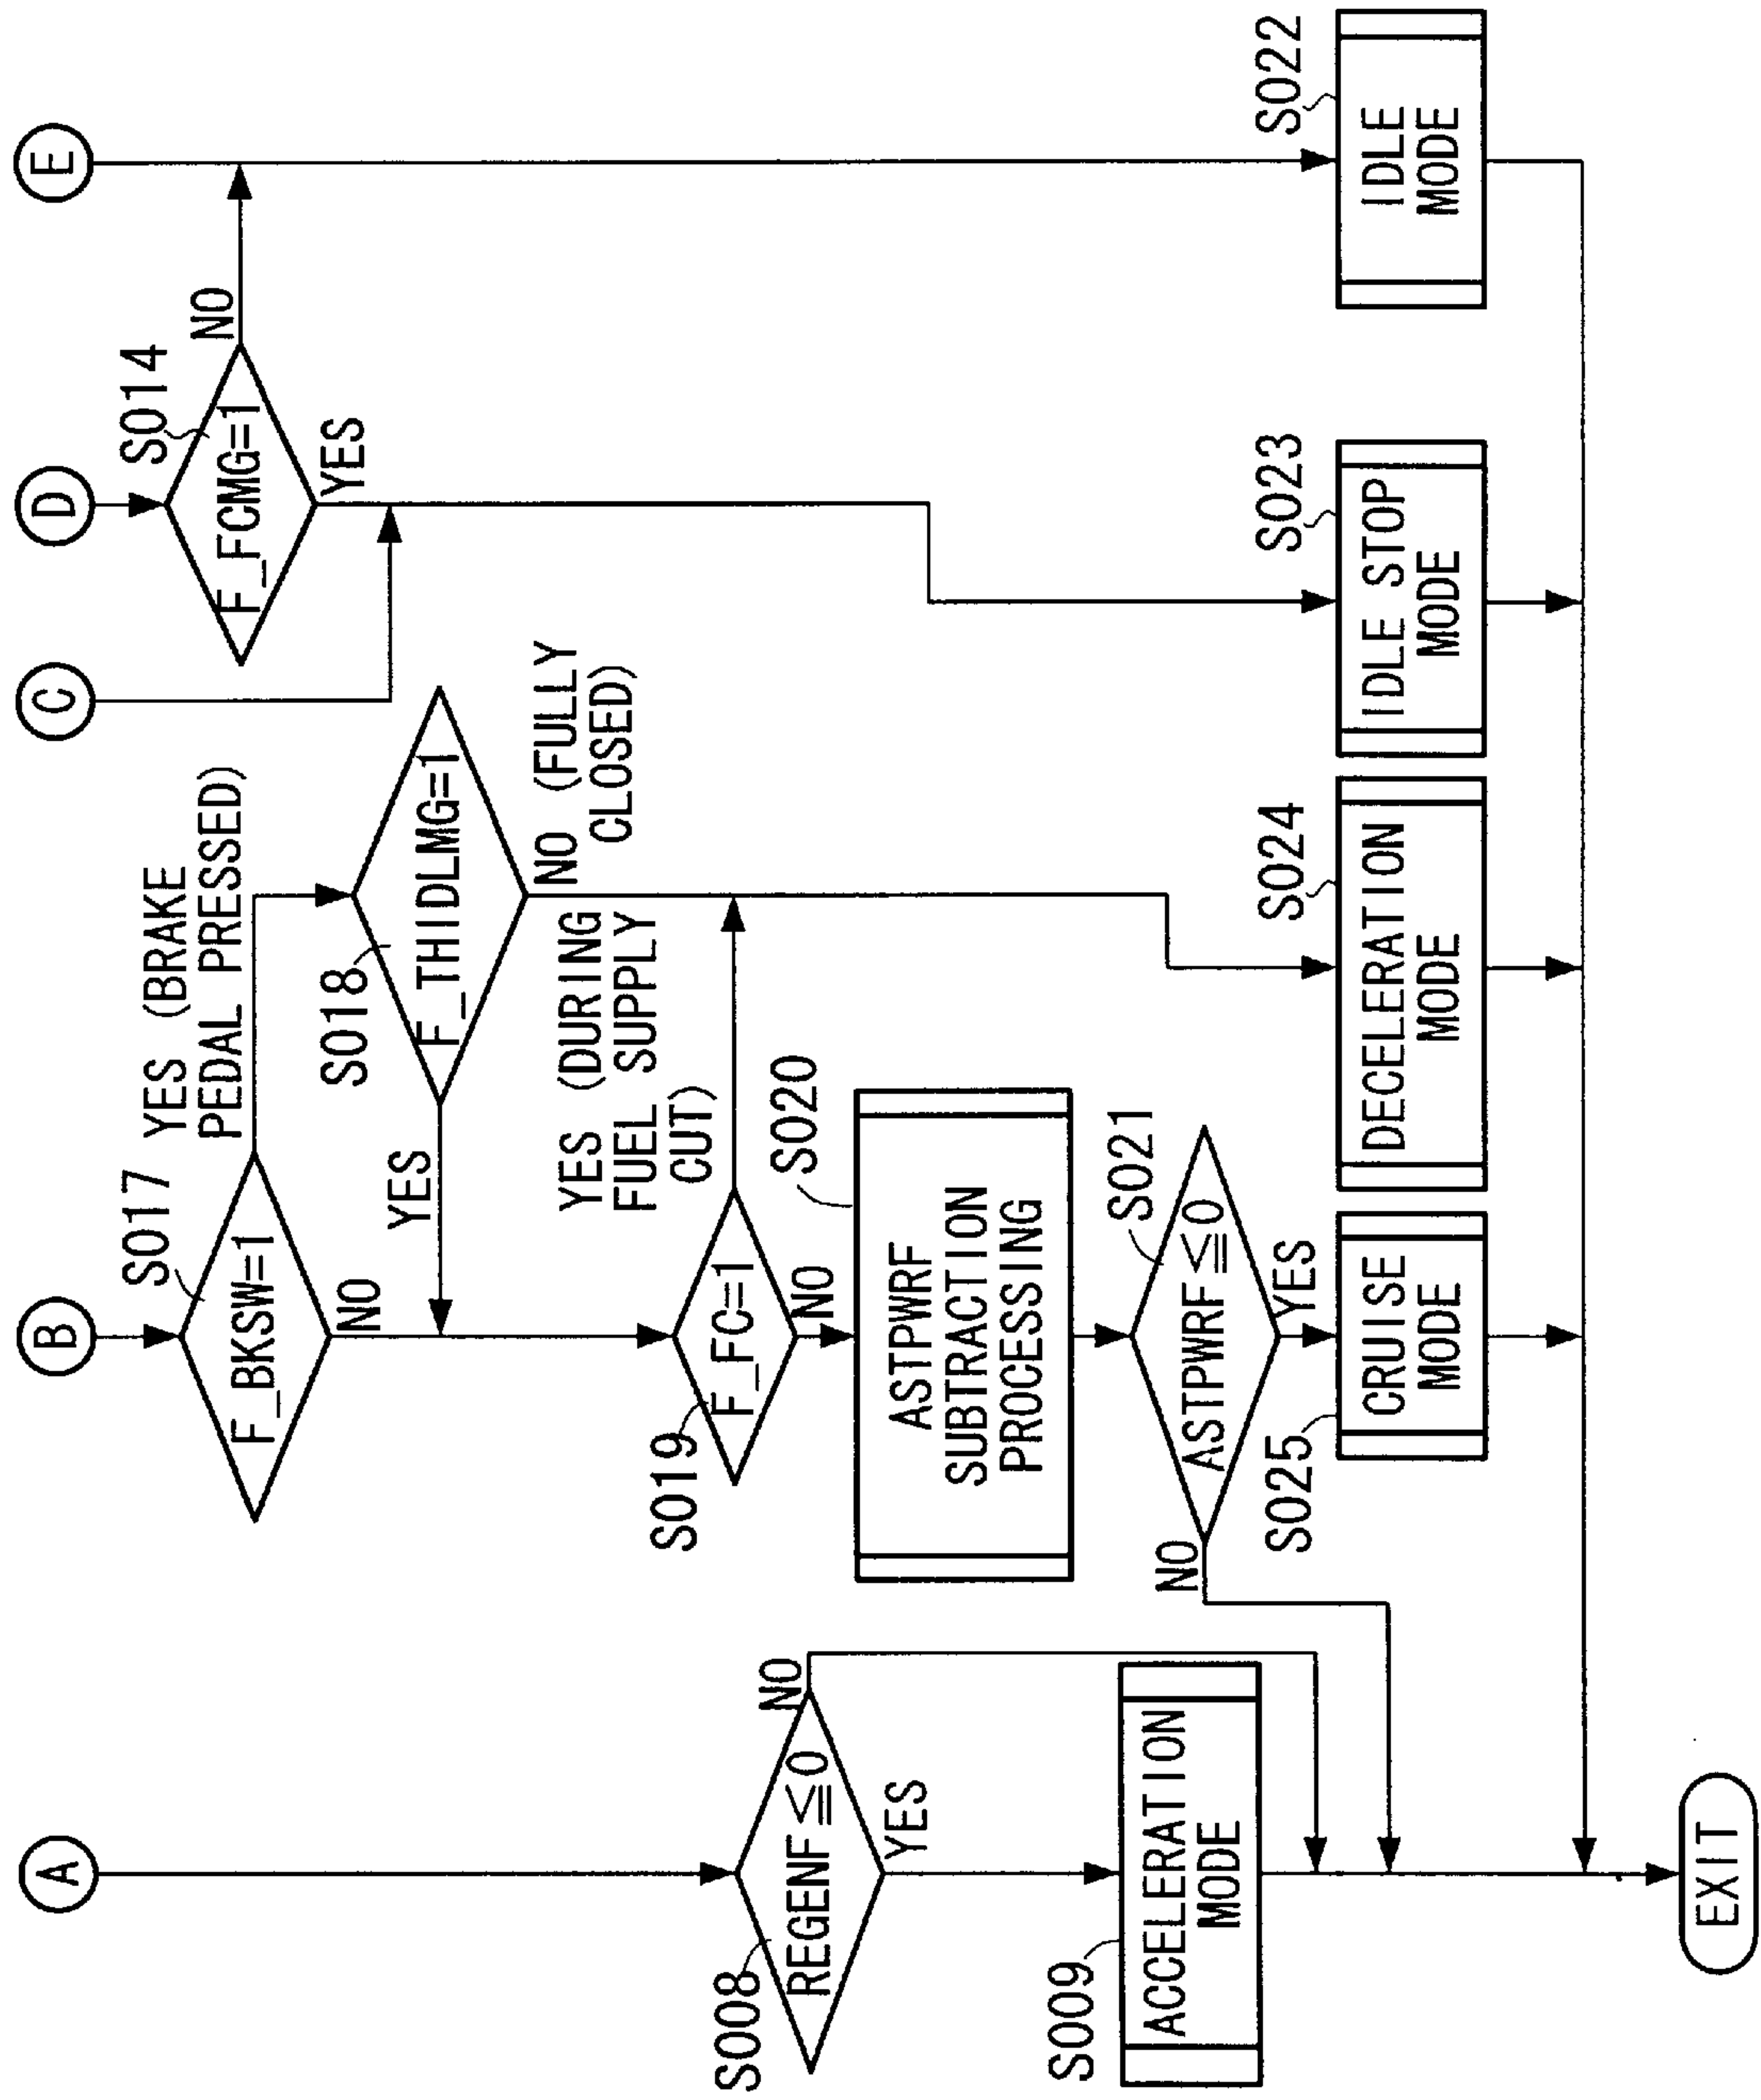 A
B
C
D
E
S017
F_BKSW=1
YES (BRAKE
PEDAL PRESSED)
NO
S014
F_FCMG=1
NO
YES
S018
F_THIDLMG=1
YES
NO (FULLY
CLOSED)
S019
F_FC=1
YES (DURING
FUEL SUPPLY
CUT)
NO
S008
REGENF≦0
NO
YES
S020
ASTPWRF
SUBTRACTION
PROCESSING
S009
ACCELERATION
MODE
S021
ASTPWRF≦0
NO
YES
S025
CRUISE
MODE
S024
DECELERATION
MODE
S023
IDLE STOP
MODE
S022
IDLE
MODE
EXIT